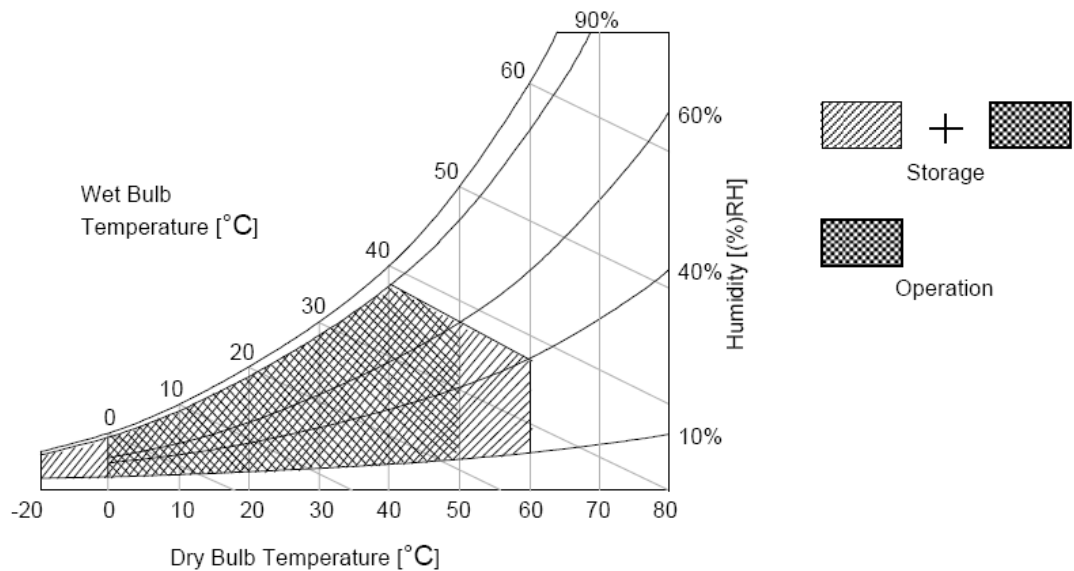 90%
60
60%
50
Wet Bulb
Temperature [°C]
40
40%
30
20
10
0
10%
Humidity [(%)RH]
-20 0 10 20 30 40 50 60 70 80
Dry Bulb Temperature [°C]
+
Storage
Operation